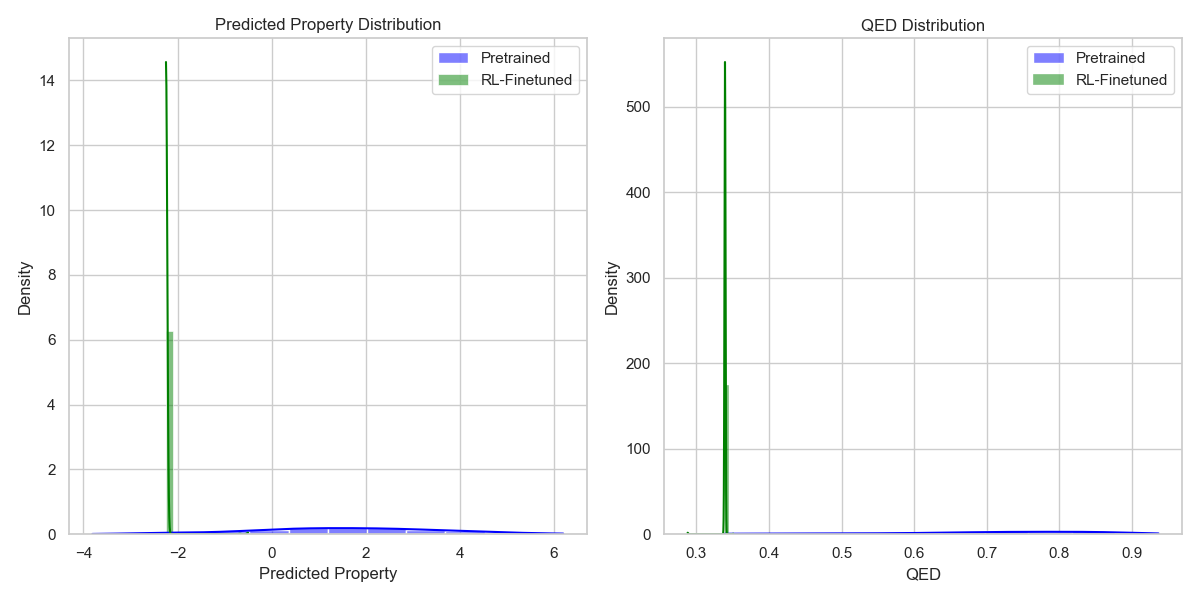 Predicted Property Distribution
Pretrained
RL-Finetuned
14
12
10
8
6
4
2
0
Density
−4
−2
0
2
4
6
Predicted Property
QED Distribution
Pretrained
RL-Finetuned
500
400
300
200
100
0
Density
0.3
0.4
0.5
0.6
0.7
0.8
0.9
QED